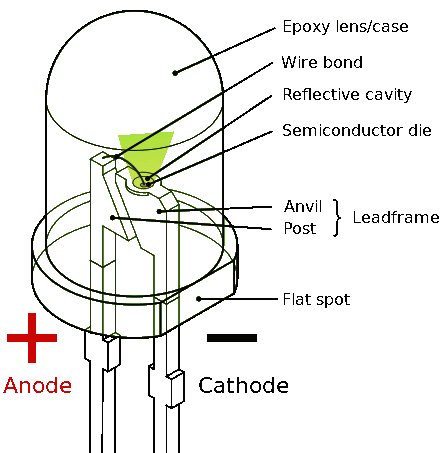 Epoxy lens/case
Wire bond
Reflective cavity
Semiconductor die
Anvil
Post
Leadframe
Flat spot
+
−
Anode
Cathode